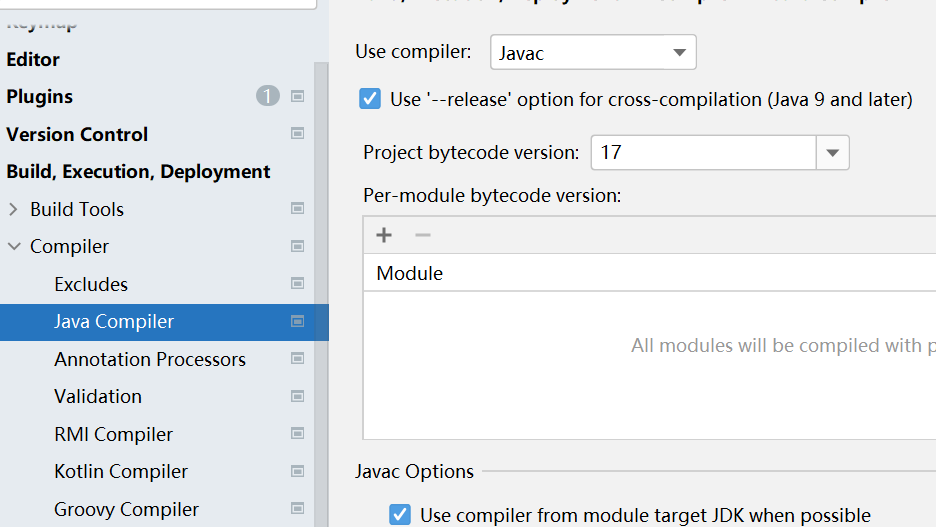 Keymap
Editor
Plugins 1
Version Control
Build, Execution, Deployment
Build Tools
Compiler
Excludes
Java Compiler
Annotation Processors
Validation
RMI Compiler
Kotlin Compiler
Groovy Compiler
Use compiler: Javac
Use '--release' option for cross-compilation (Java 9 and later)
Project bytecode version: 17
Per-module bytecode version:
Module
All modules will be compiled with p
Javac Options
Use compiler from module target JDK when possible